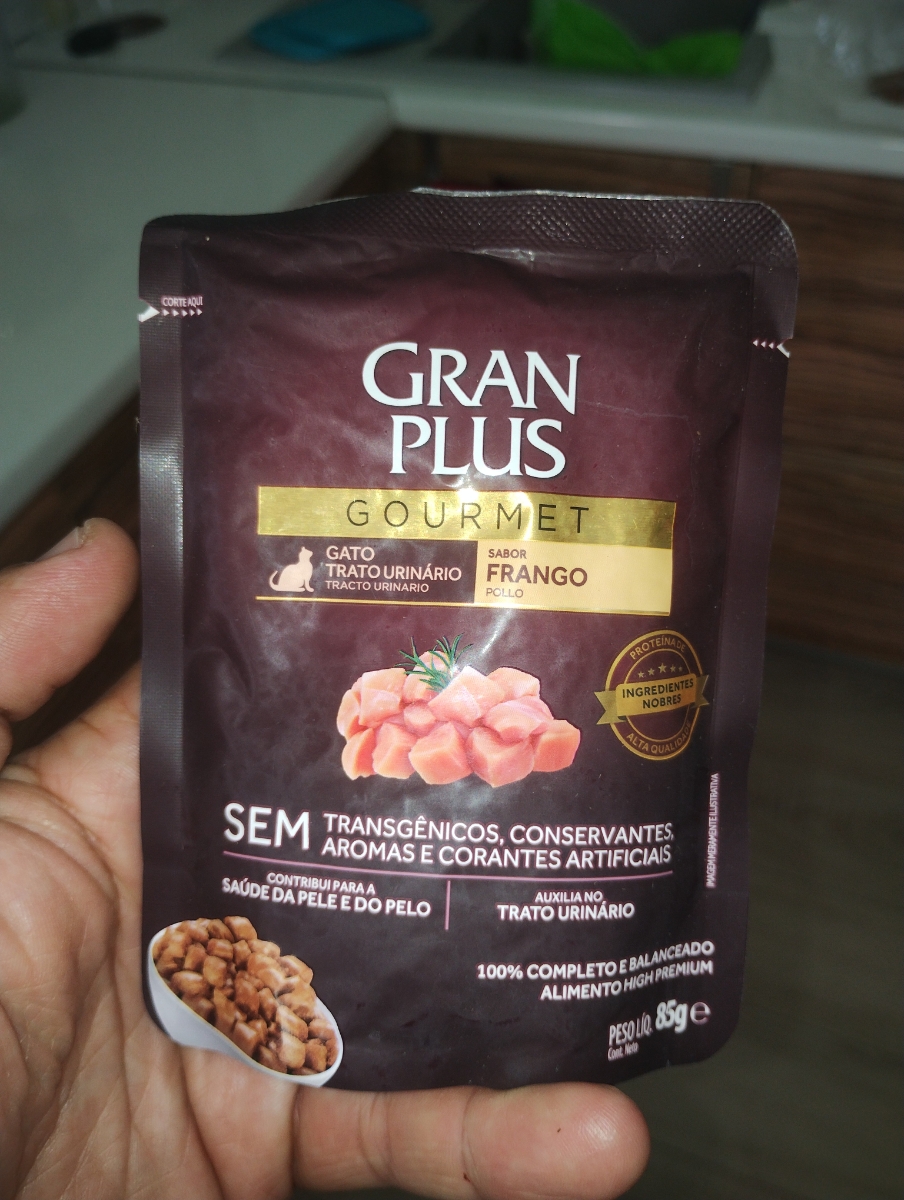 CORTE AQUI
GRAN
PLUS
GOURMET
GATO
TRATO URINÁRIO
TRACTO URINARIO
SABOR
FRANGO
POLLO
PROTEÍNA DE
INGREDIENTES
NOBRES
ALTA QUALIDADE
IMAGEM MERAMENTE ILUSTRATIVA
SEM TRANSGÊNICOS, CONSERVANTES,
AROMAS E CORANTES ARTIFICIAIS
CONTRIBUI PARA A
SAÚDE DA PELE E DO PELO
AUXILIA NO
TRATO URINÁRIO
100% COMPLETO E BALANCEADO
ALIMENTO HIGH PREMIUM
PESO LÍQ. 85g e
Cont. Neto